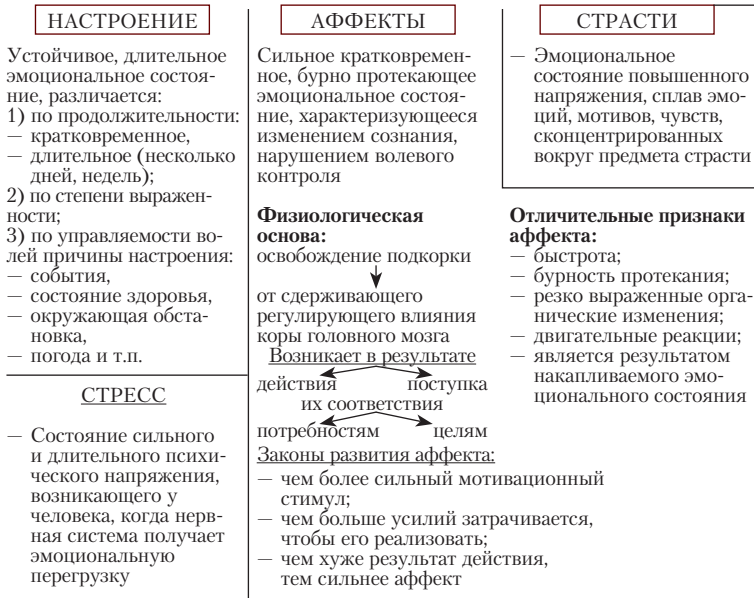 НАСТРОЕНИЕ
Устойчивое, длительное
эмоциональное состоя-
ние, различается:
1) по продолжительности:
— кратковременное,
— длительное (несколько
дней, недель);
2) по степени выражен-
ности;
3) по управляемости во-
лей причины настроения:
— события,
— состояние здоровья,
— окружающая обста-
новка,
— погода и т.п.
СТРЕСС
— Состояние сильного
и длительного психи-
ческого напряжения,
возникающего у
человека, когда нерв-
ная система получает
эмоциональную
перегрузку
АФФЕКТЫ
Сильное кратковремен-
ное, бурно протекающее
эмоциональное состоя-
ние, характеризующееся
изменением сознания,
нарушением волевого
контроля
Физиологическая
основа:
освобождение подкорки
от сдерживающего
регулирующего влияния
коры головного мозга
Возникает в результате
действия поступка
их соответствия
потребностям целям
Законы развития аффекта:
— чем более сильный мотивационный
стимул;
— чем больше усилий затрачивается,
чтобы его реализовать;
— чем хуже результат действия,
тем сильнее аффект
СТРАСТИ
— Эмоциональное
состояние повышенного
напряжения, сплав эмо-
ций, мотивов, чувств,
сконцентрированных
вокруг предмета страсти
Отличительные признаки
аффекта:
— быстрота;
— бурность протекания;
— резко выраженные орга-
нические изменения;
— двигательные реакции;
— является результатом
накапливаемого эмо-
ционального состояния